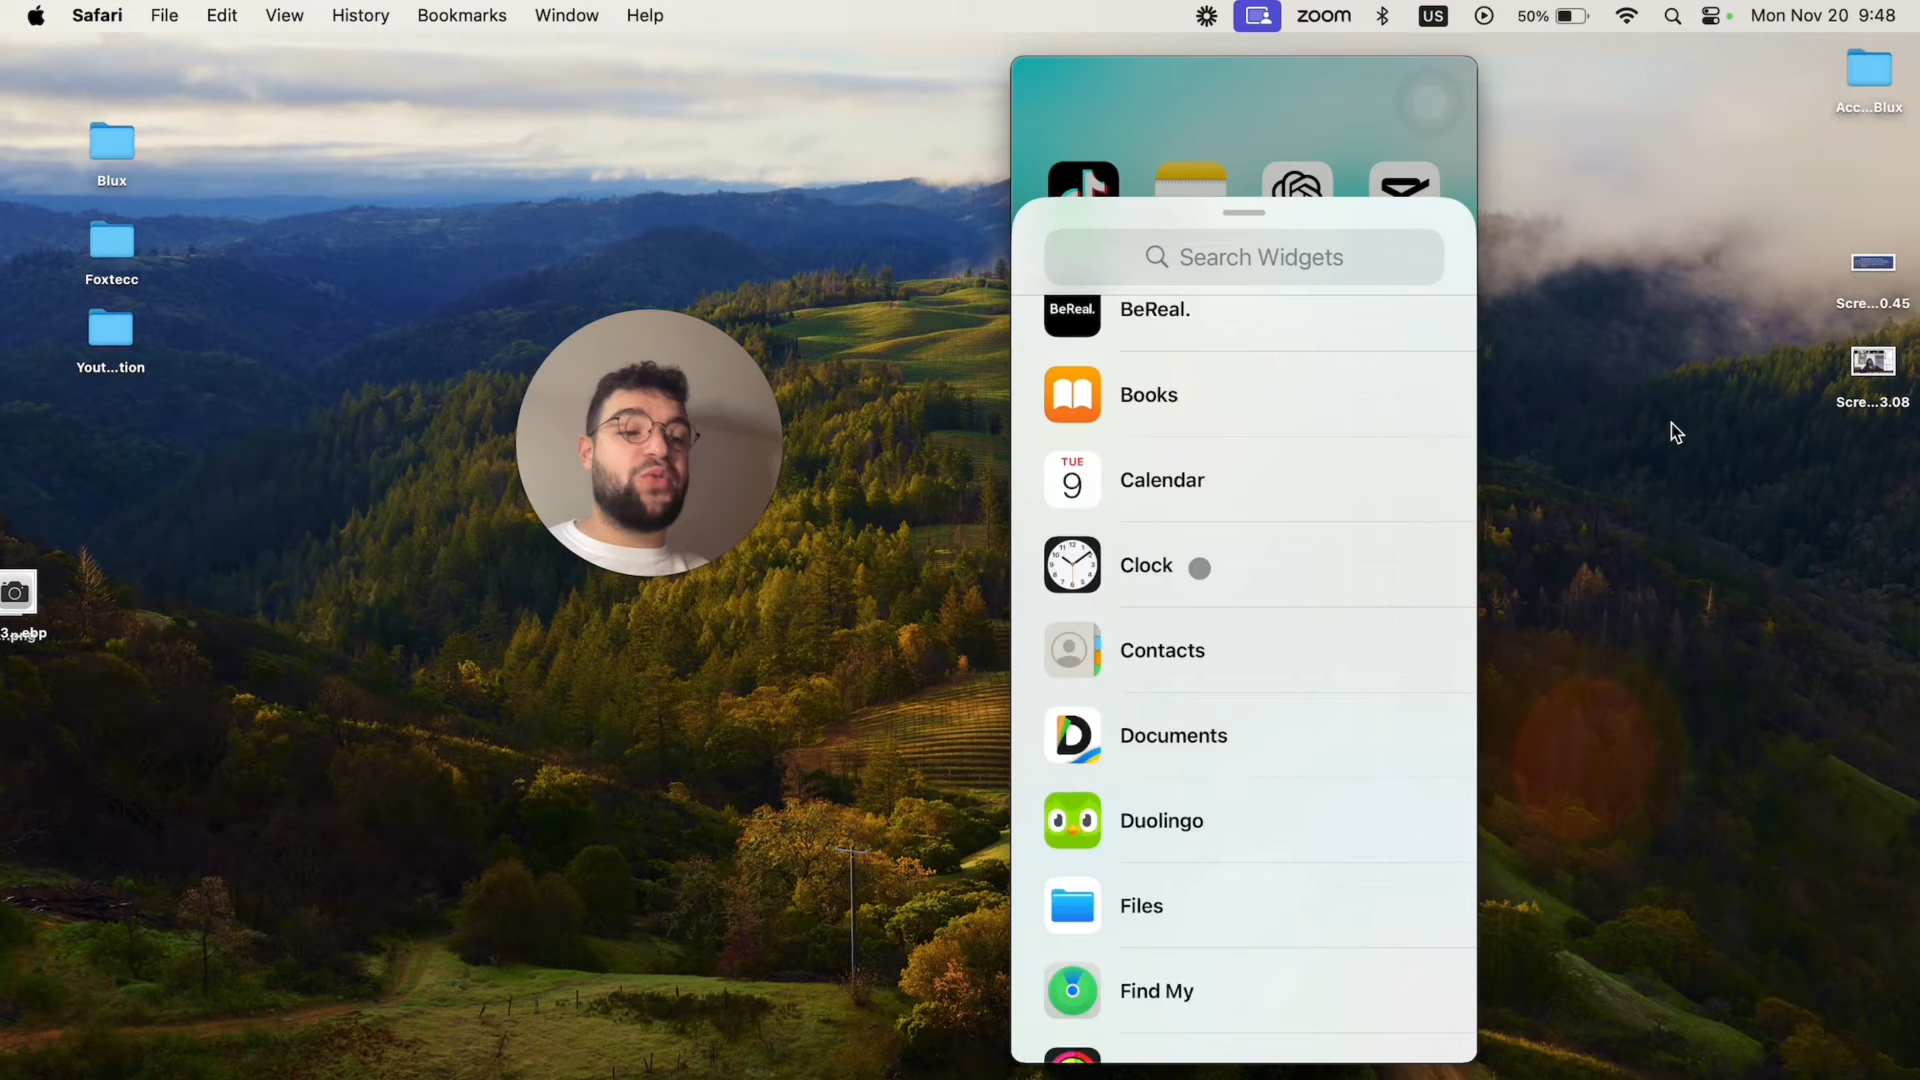 Safari File Edit View History Bookmarks Window Help zoom US 50% Mon Nov 20 9:48
Blux
Foxtecc
Yout...tion
Acc...Blux
Scre...0.45
Scre...3.08
Search Widgets
BeReal. BeReal.
Books
TUE
9 Calendar
Clock
Contacts
Documents
Duolingo
Files
Find My